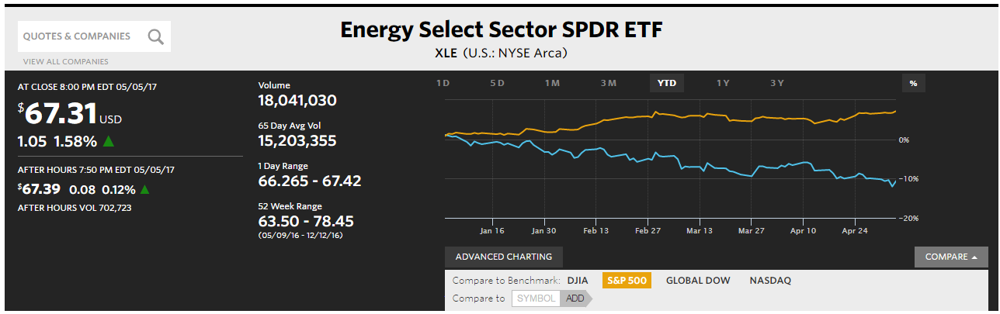 Energy Select Sector SPDR ETF
XLE (U.S.: NYSE Arca)
QUOTES & COMPANIES
VIEW ALL COMPANIES
AT CLOSE 8:00 PM EDT 05/05/17
$67.31 USD
1.05 1.58%
AFTER HOURS 7:50 PM EDT 05/05/17
$67.39 0.08 0.12%
AFTER HOURS VOL 702,723
Volume
18,041,030
65 Day Avg Vol
15,203,355
1 Day Range
66.265 - 67.42
52 Week Range
63.50 - 78.45
(05/09/16 - 12/12/16)
1D 5D 1M 3M YTD 1Y 3Y %
0%
-10%
-20%
Jan 16 Jan 30 Feb 13 Feb 27 Mar 13 Mar 27 Apr 10 Apr 24
ADVANCED CHARTING COMPARE
Compare to Benchmark: DJIA S&P 500 GLOBAL DOW NASDAQ
Compare to SYMBOL ADD